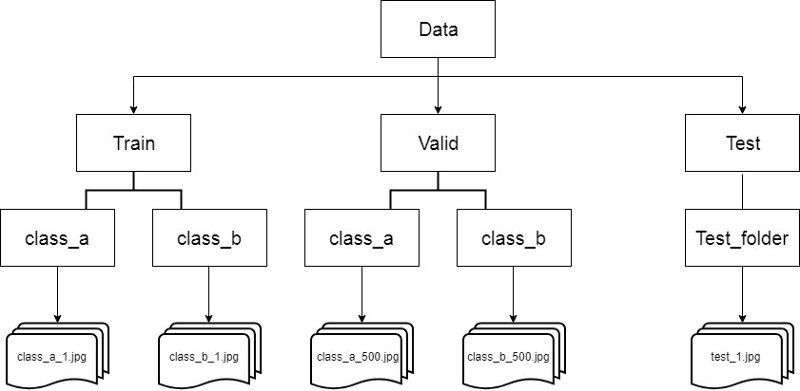 Data
Train
Valid
Test
class_a
class_b
class_a
class_b
Test_folder
class_a_1.jpg
class_b_1.jpg
class_a_500.jpg
class_b_500.jpg
test_1.jpg